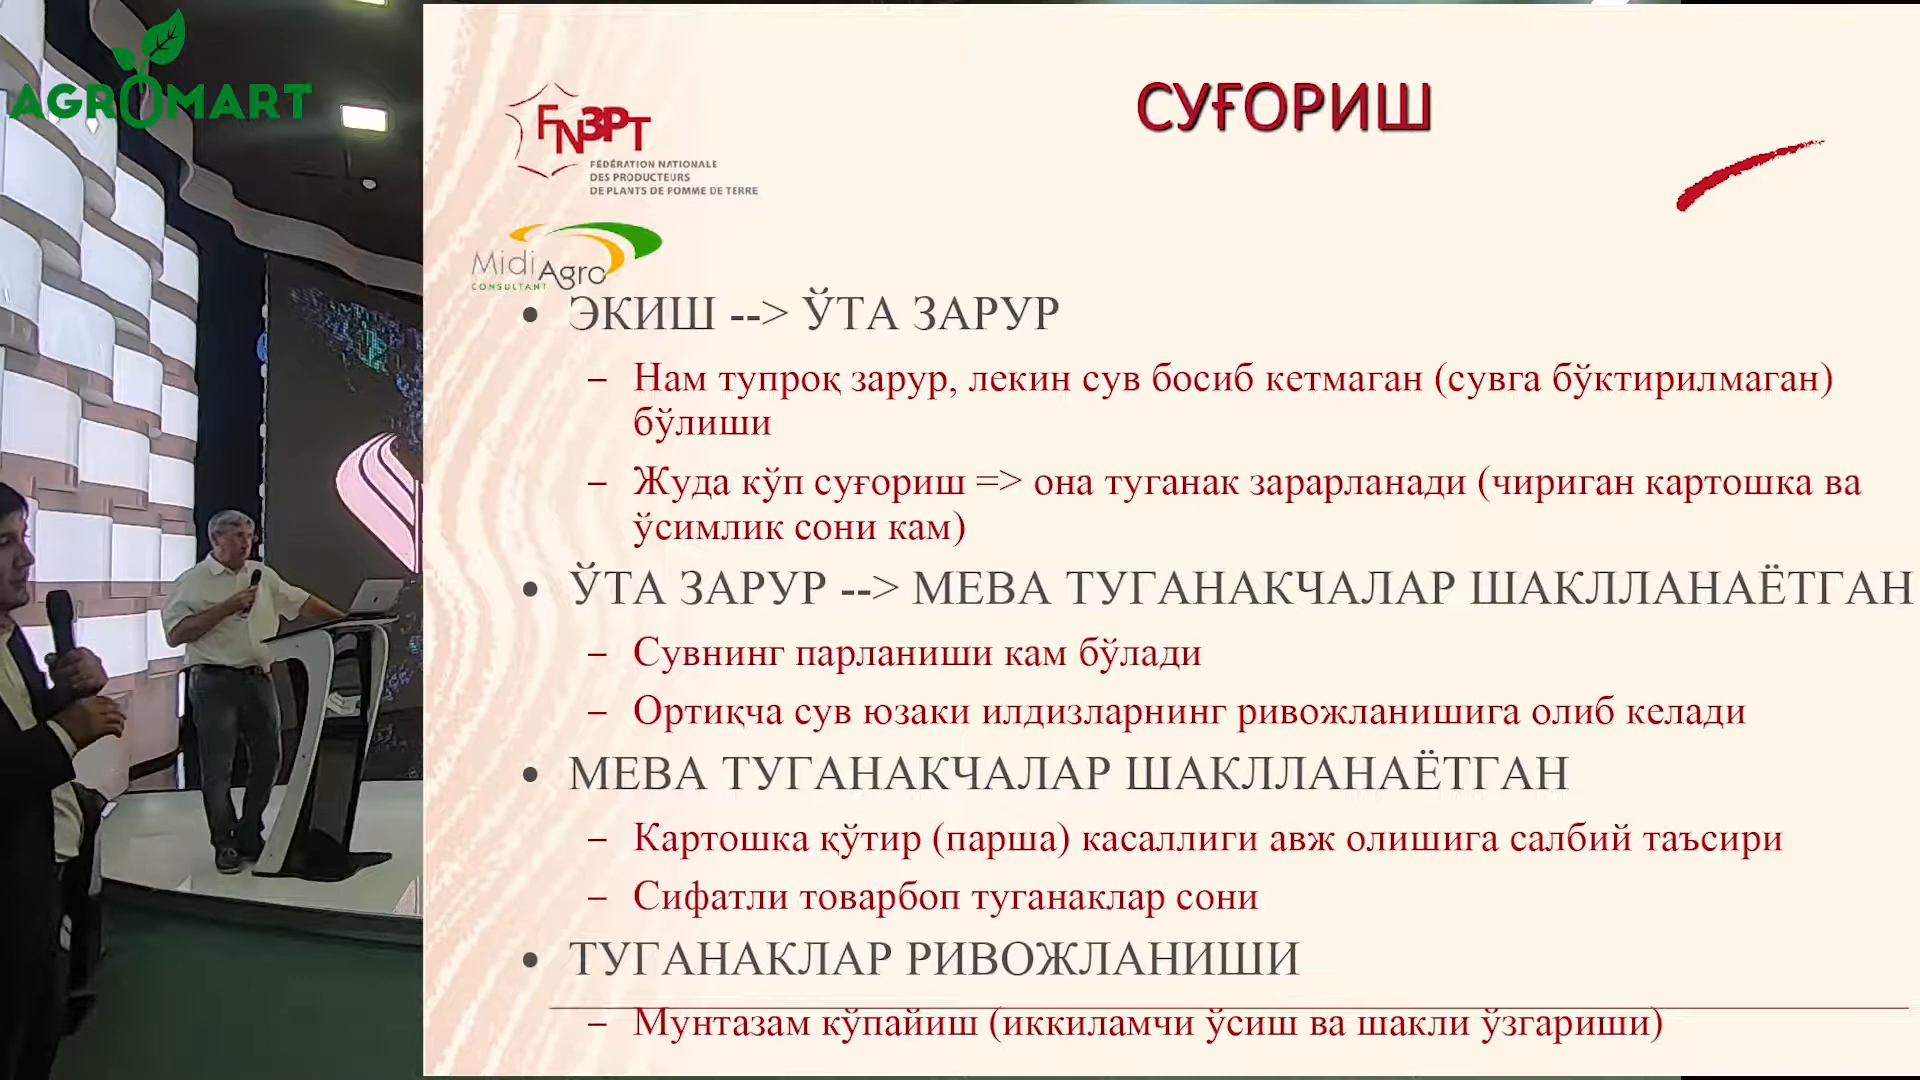 AGROMART
СУҒОРИШ
FN3PT
FÉDÉRATION NATIONALE
DES PRODUCTEURS
DE PLANTS DE POMME DE TERRE
Midi Agro
CONSULTANT
• ЭКИШ --> ЎТА ЗАРУР
– Нам тупроқ зарур, лекин сув босиб кетмаган (сувга бўктирилмаган)
бўлиши
– Жуда кўп суғориш => она туганак зарарланади (чириган картошка ва
ўсимлик сони кам)
• ЎТА ЗАРУР --> МЕВА ТУГАНАКЧАЛАР ШАКЛЛАНАЁТГАН
– Сувнинг парланиши кам бўлади
– Ортиқча сув юзаки илдизларнинг ривожланишига олиб келади
• МЕВА ТУГАНАКЧАЛАР ШАКЛЛАНАЁТГАН
– Картошка қўтир (парша) касаллиги авж олишига салбий таъсири
– Сифатли товарбоп туганаклар сони
• ТУГАНАКЛАР РИВОЖЛАНИШИ
– Мунтазам кўпайиш (иккиламчи ўсиш ва шакли ўзгариши)